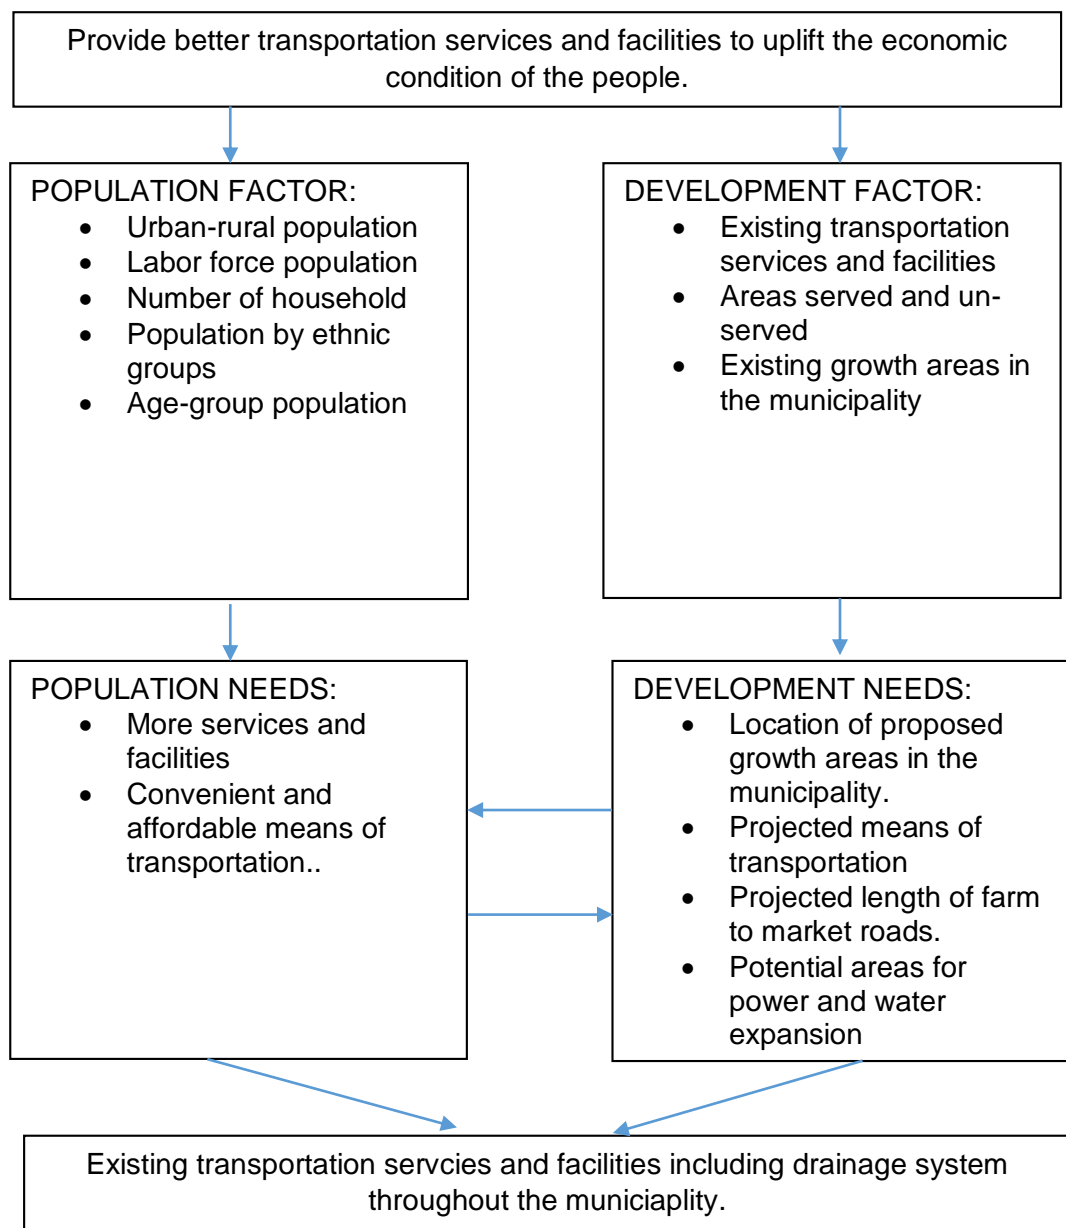 Provide better transportation services and facilities to uplift the economic
condition of the people.
POPULATION FACTOR:
• Urban-rural population
• Labor force population
• Number of household
• Population by ethnic
groups
• Age-group population
DEVELOPMENT FACTOR:
• Existing transportation
services and facilities
• Areas served and un-
served
• Existing growth areas in
the municipality
POPULATION NEEDS:
• More services and
facilities
• Convenient and
affordable means of
transportation..
DEVELOPMENT NEEDS:
• Location of proposed
growth areas in the
municipality.
• Projected means of
transportation
• Projected length of farm
to market roads.
• Potential areas for
power and water
expansion
Existing transportation servcies and facilities including drainage system
throughout the municiaplity.